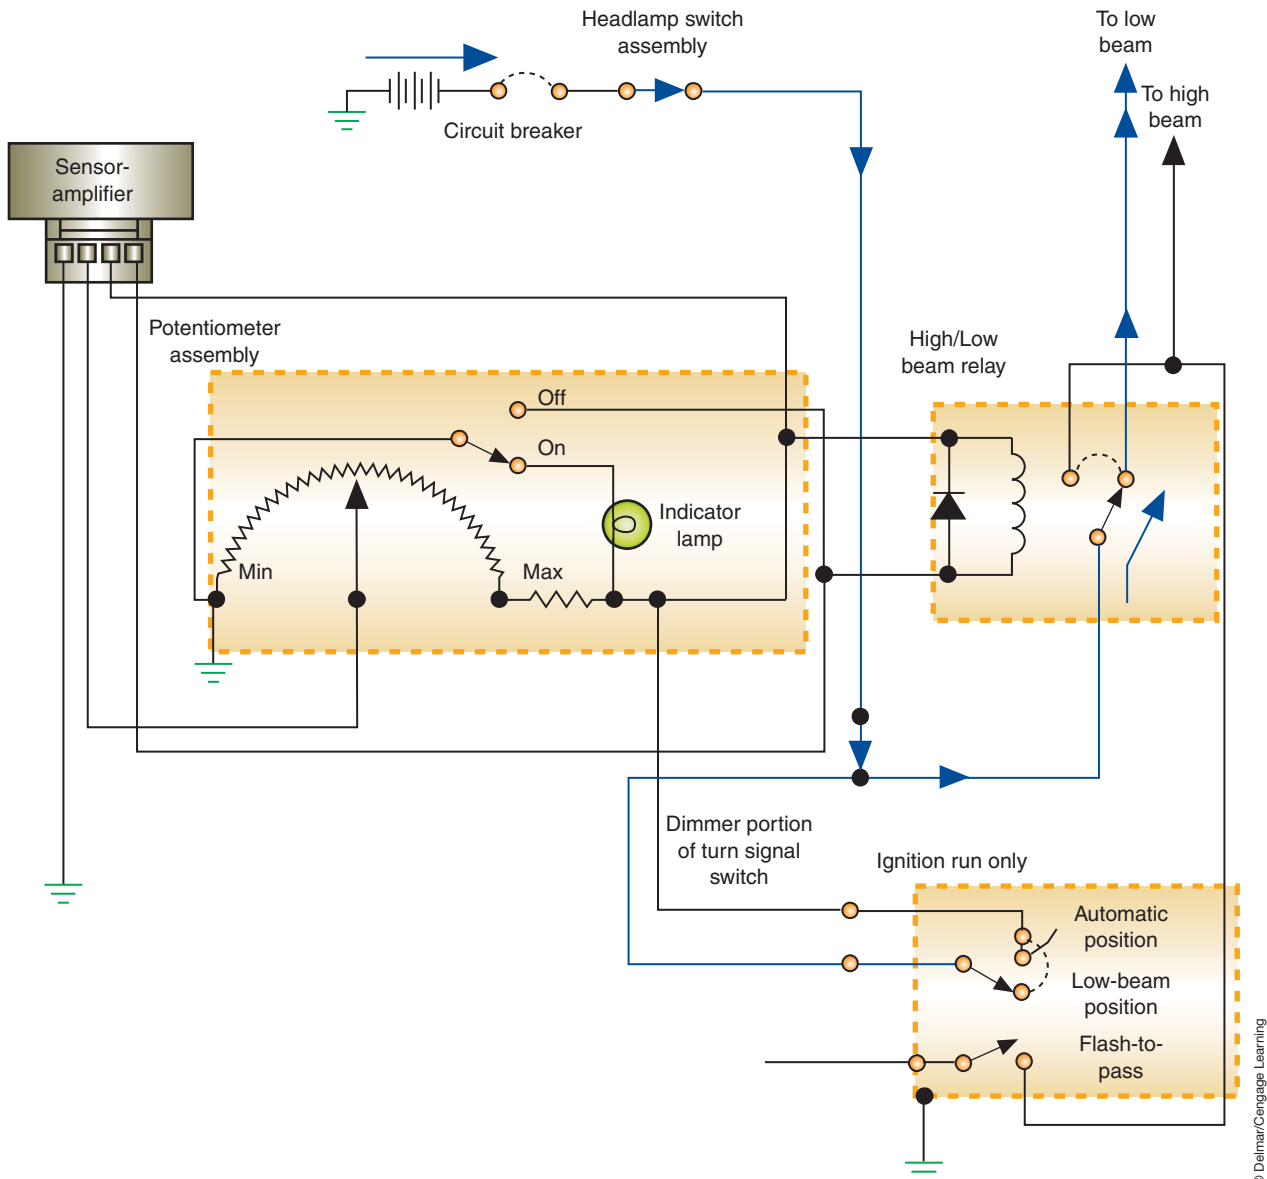 Headlamp switch
assembly
To low
beam
To high
beam
Circuit breaker
Sensor-
amplifier
Potentiometer
assembly
High/Low
beam relay
Off
On
Indicator
lamp
Min
Max
Dimmer portion
of turn signal
switch
Ignition run only
Automatic
position
Low-beam
position
Flash-to-
pass
© Delmar/Cengage Learning